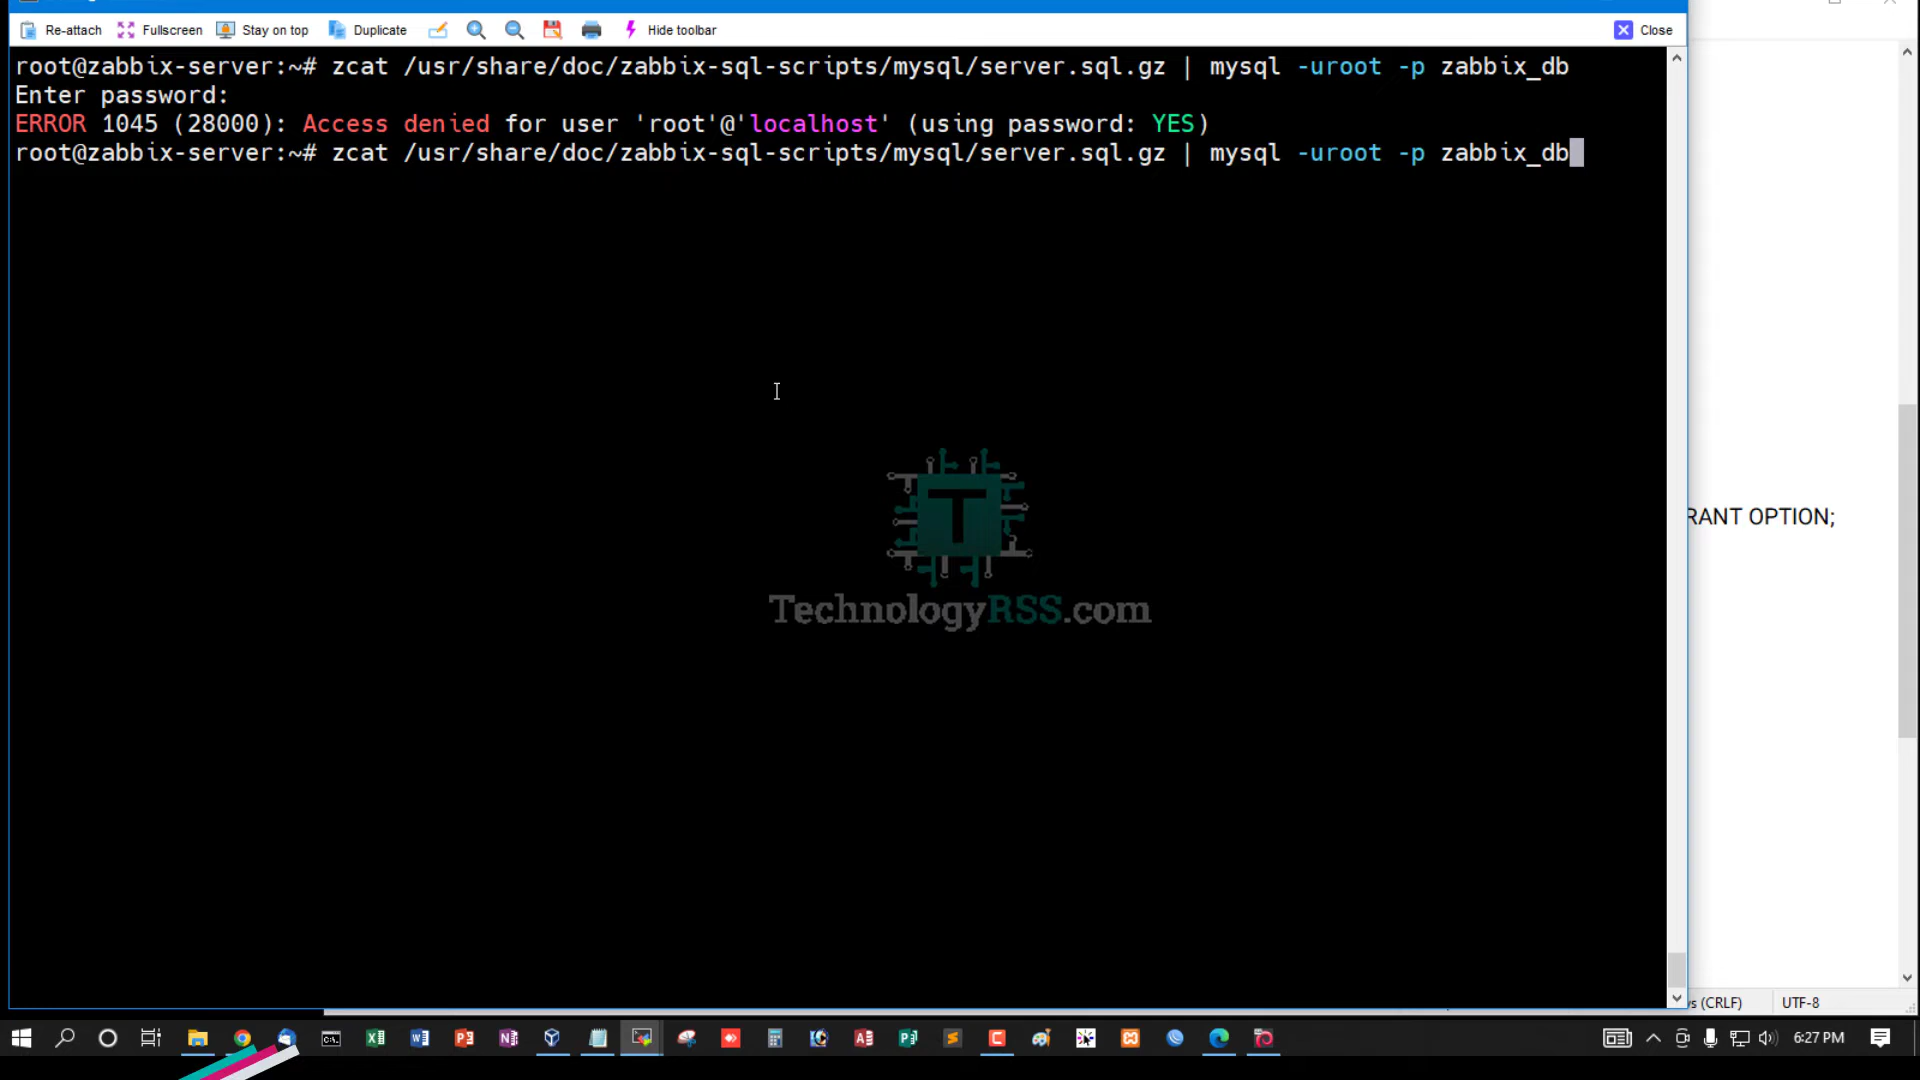 Re-attach Fullscreen Stay on top Duplicate Hide toolbar Close
root@zabbix-server:~# zcat /usr/share/doc/zabbix-sql-scripts/mysql/server.sql.gz | mysql -uroot -p zabbix_db
Enter password:
ERROR 1045 (28000): Access denied for user 'root'@'localhost' (using password: YES)
root@zabbix-server:~# zcat /usr/share/doc/zabbix-sql-scripts/mysql/server.sql.gz | mysql -uroot -p zabbix_db
RANT OPTION;
T
TechnologyRSS.com
s (CRLF) UTF-8
6:27 PM